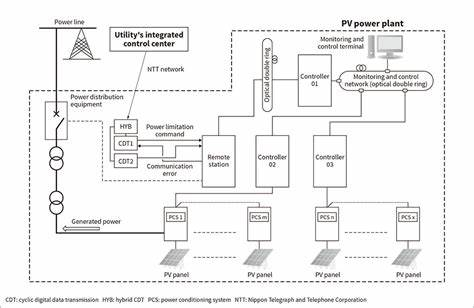 Power line
Utility's integrated
control center
PV power plant
Monitoring and
control terminal
NTT network
Optical double
ring
Controller
01
Monitoring and control
network (optical double ring)
Power distribution
equipment
HYB
CDT1
CDT2
Power limitation
command
Communication
error
Remote
station
Controller
02
Controller
03
Generated power
PCS 1
PCS m
PCS n
PCS x
PV panel
PV panel
PV panel
PV panel
CDT: cyclic digital data transmission HYB: hybrid CDT PCS: power conditioning system NTT: Nippon Telegraph and Telephone Corporation